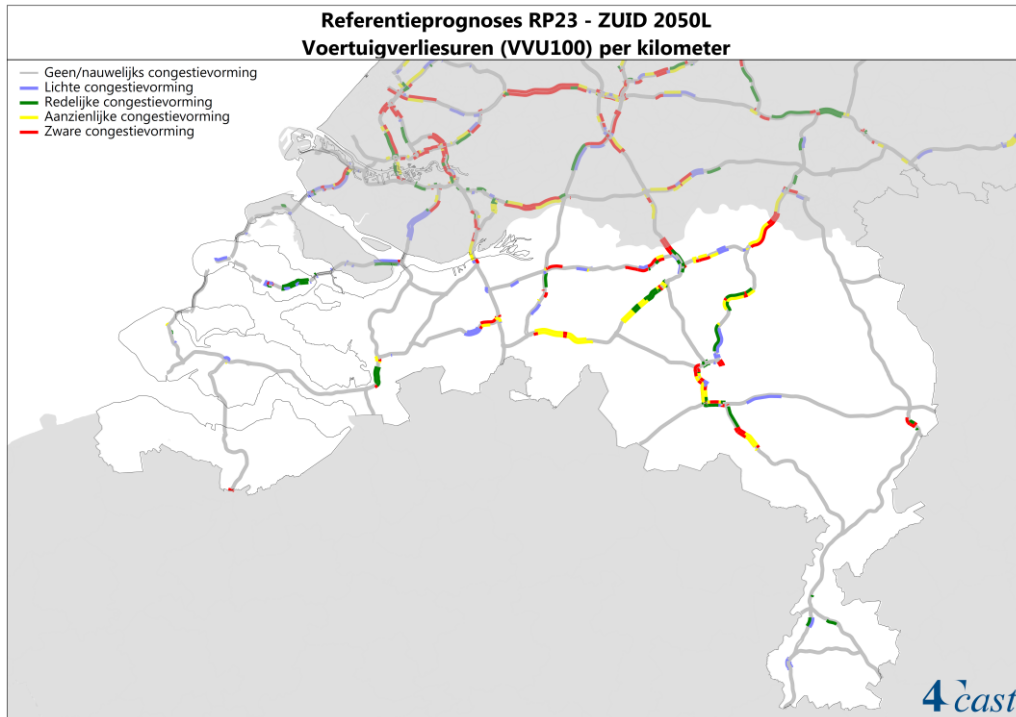 Referentieprognoses RP23 - ZUID 2050L
Voertuigverliesuren (VVU100) per kilometer
Geen/nauwelijks congestievorming
Lichte congestievorming
Redelijke congestievorming
Aanzienlijke congestievorming
Zware congestievorming
4cast